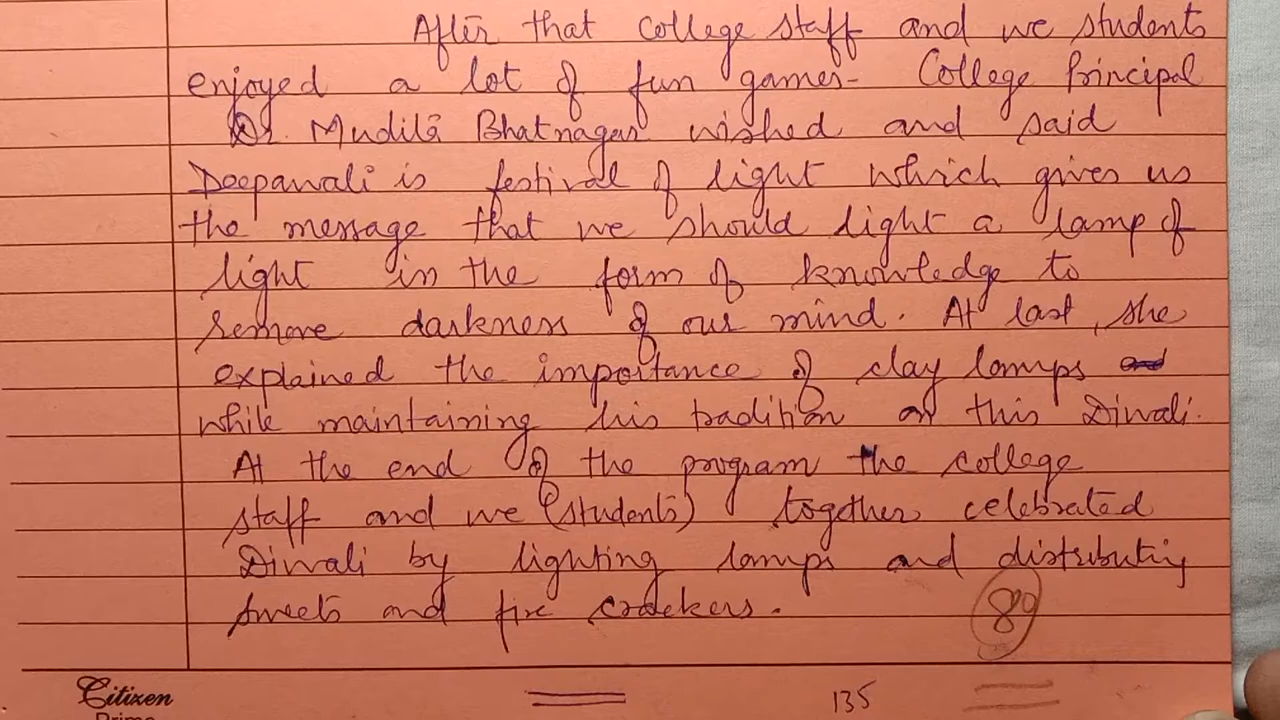 After that college staff and we students
enjoyed a lot of fun games- College Principal
Dr. Mudita Bhatnagar wished and said
Deepawali is festival of light which gives us
the message that we should light a lamp of
light in the form of knowledge to
remove darkness of our mind. At last, she
explained the importance of clay lamps and
while maintaining his tradition on this Diwali.
At the end of the program the college
staff and we (students) together celebrated
Diwali by lighting lamps and distributing
sweets and fire crackers.
89
Citizen
Prime
135